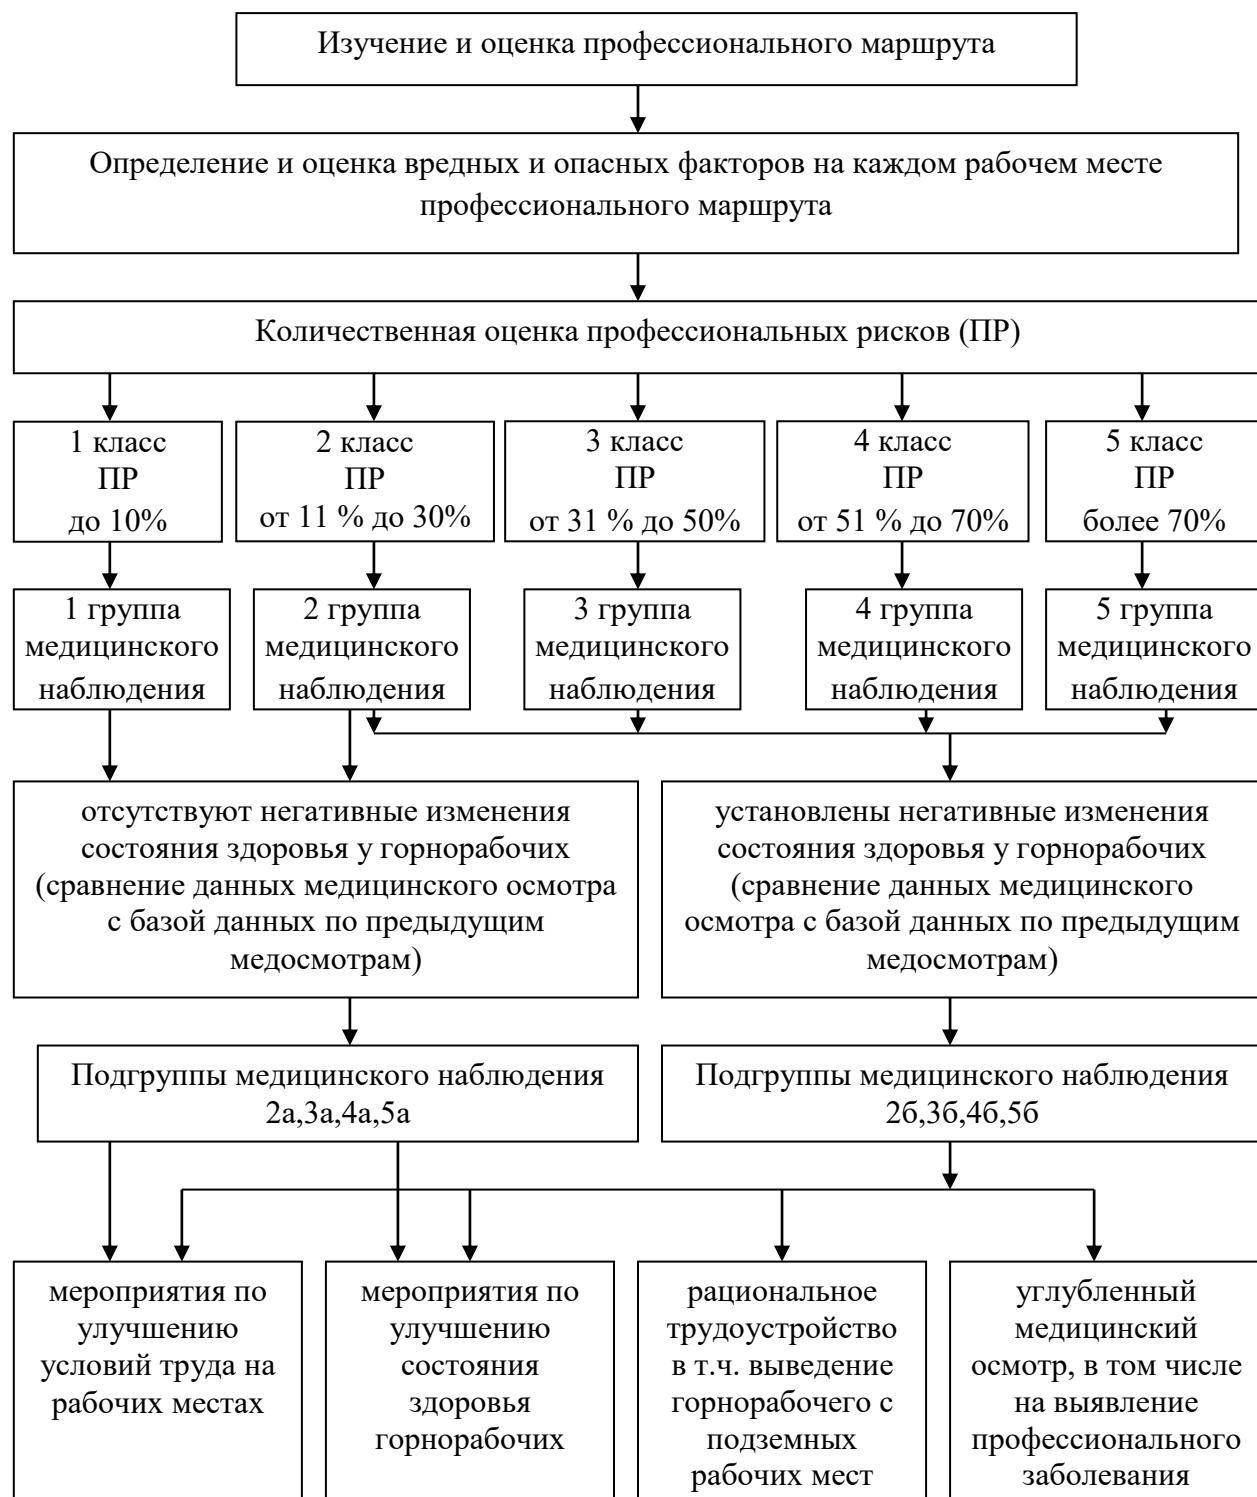 Изучение и оценка профессионального маршрута
Определение и оценка вредных и опасных факторов на каждом рабочем месте
профессионального маршрута
Количественная оценка профессиональных рисков (ПР)
1 класс
ПР
до 10%
2 класс
ПР
от 11 % до 30%
3 класс
ПР
от 31 % до 50%
4 класс
ПР
от 51 % до 70%
5 класс
ПР
более 70%
1 группа
медицинского
наблюдения
2 группа
медицинского
наблюдения
3 группа
медицинского
наблюдения
4 группа
медицинского
наблюдения
5 группа
медицинского
наблюдения
отсутствуют негативные изменения
состояния здоровья у горнорабочих
(сравнение данных медицинского осмотра
с базой данных по предыдущим
медосмотрам)
установлены негативные изменения
состояния здоровья у горнорабочих
(сравнение данных медицинского
осмотра с базой данных по предыдущим
медосмотрам)
Подгруппы медицинского наблюдения
2а,3а,4а,5а
Подгруппы медицинского наблюдения
2б,3б,4б,5б
мероприятия по
улучшению
условий труда на
рабочих местах
мероприятия по
улучшению
состояния
здоровья
горнорабочих
рациональное
трудоустройство
в т.ч. выведение
горнорабочего с
подземных
рабочих мест
углубленный
медицинский
осмотр, в том числе
на выявление
профессионального
заболевания